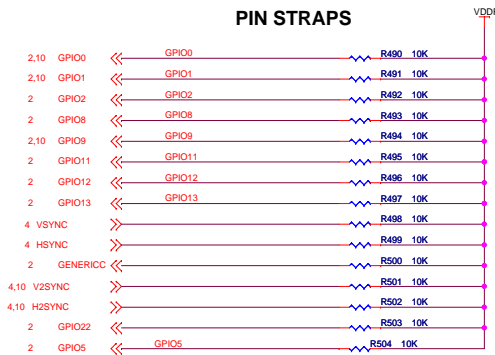 PIN STRAPS
2,10 GPIO0 GPIO0 R490 10K
2,10 GPIO1 GPIO1 R491 10K
2 GPIO2 GPIO2 R492 10K
2 GPIO8 GPIO8 R493 10K
2,10 GPIO9 GPIO9 R494 10K
2 GPIO11 GPIO11 R495 10K
2 GPIO12 GPIO12 R496 10K
2 GPIO13 GPIO13 R497 10K
4 VSYNC R498 10K
4 HSYNC R499 10K
2 GENERICC R500 10K
4,10 V2SYNC R501 10K
4,10 H2SYNC R502 10K
2 GPIO22 R503 10K
2 GPIO5 GPIO5 R504 10K